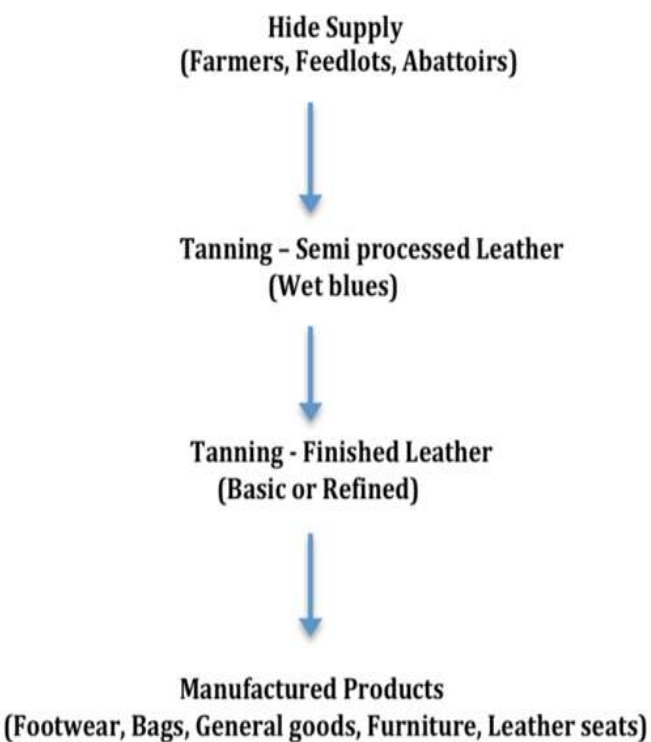 Hide Supply
(Farmers, Feedlots, Abattoirs)
Tanning – Semi processed Leather
(Wet blues)
Tanning - Finished Leather
(Basic or Refined)
Manufactured Products
(Footwear, Bags, General goods, Furniture, Leather seats)